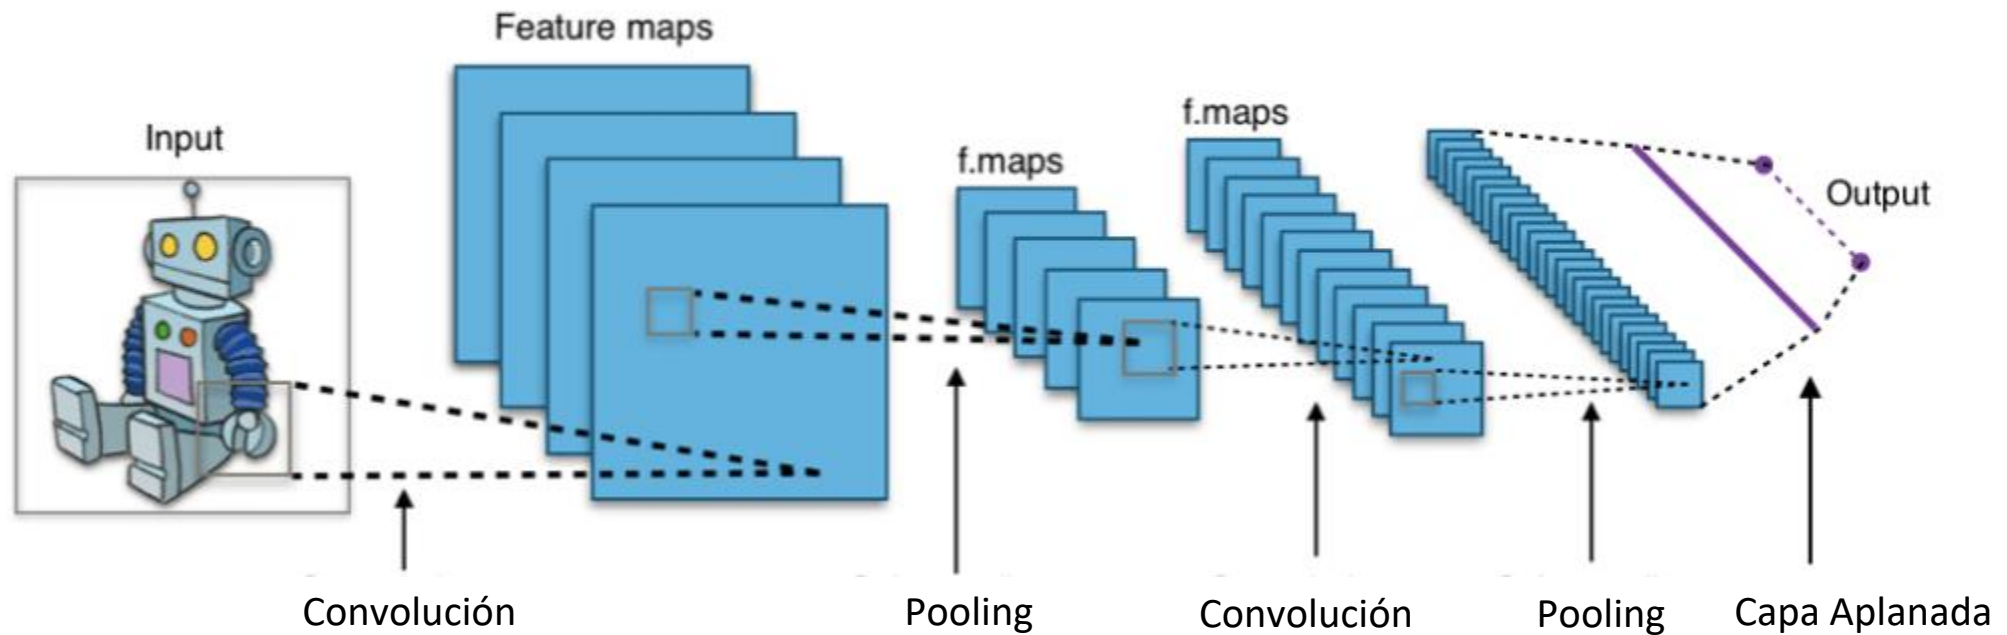 Feature maps
Input
f.maps
f.maps
Output
Convolución
Pooling
Convolución
Pooling
Capa Aplanada